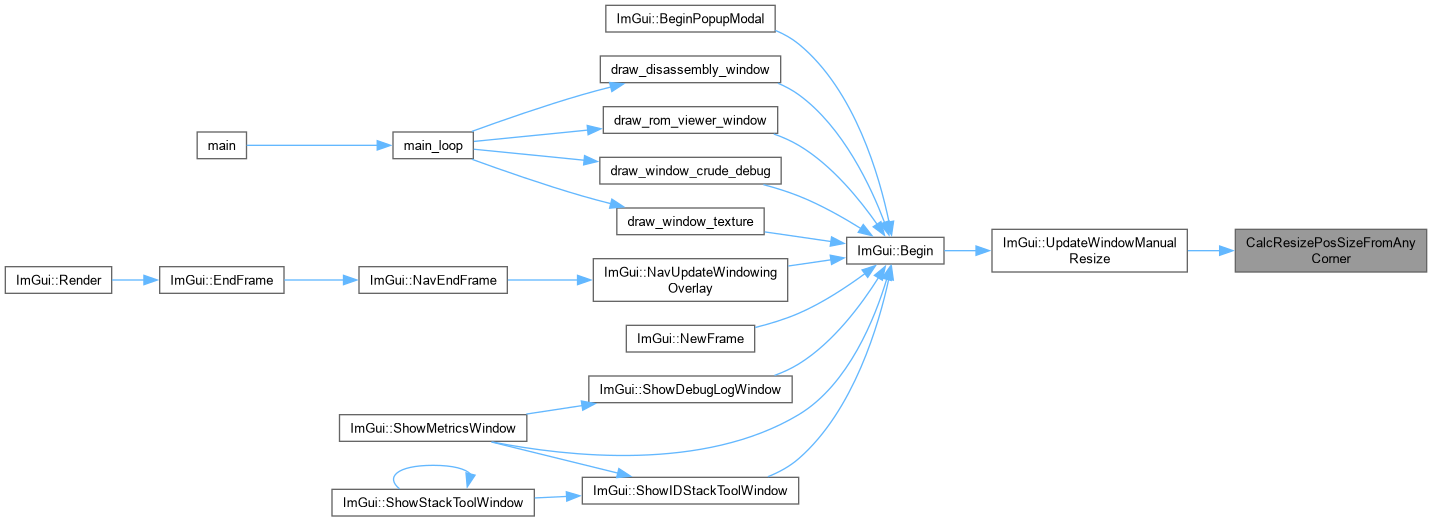 ImGui::BeginPopupModal
draw_disassembly_window
draw_rom_viewer_window
main
main_loop
draw_window_crude_debug
draw_window_texture
ImGui::Begin
ImGui::UpdateWindowManual
Resize
CalcResizePosSizeFromAny
Corner
ImGui::Render
ImGui::EndFrame
ImGui::NavEndFrame
ImGui::NavUpdateWindowing
Overlay
ImGui::NewFrame
ImGui::ShowDebugLogWindow
ImGui::ShowMetricsWindow
ImGui::ShowIDStackToolWindow
ImGui::ShowStackToolWindow